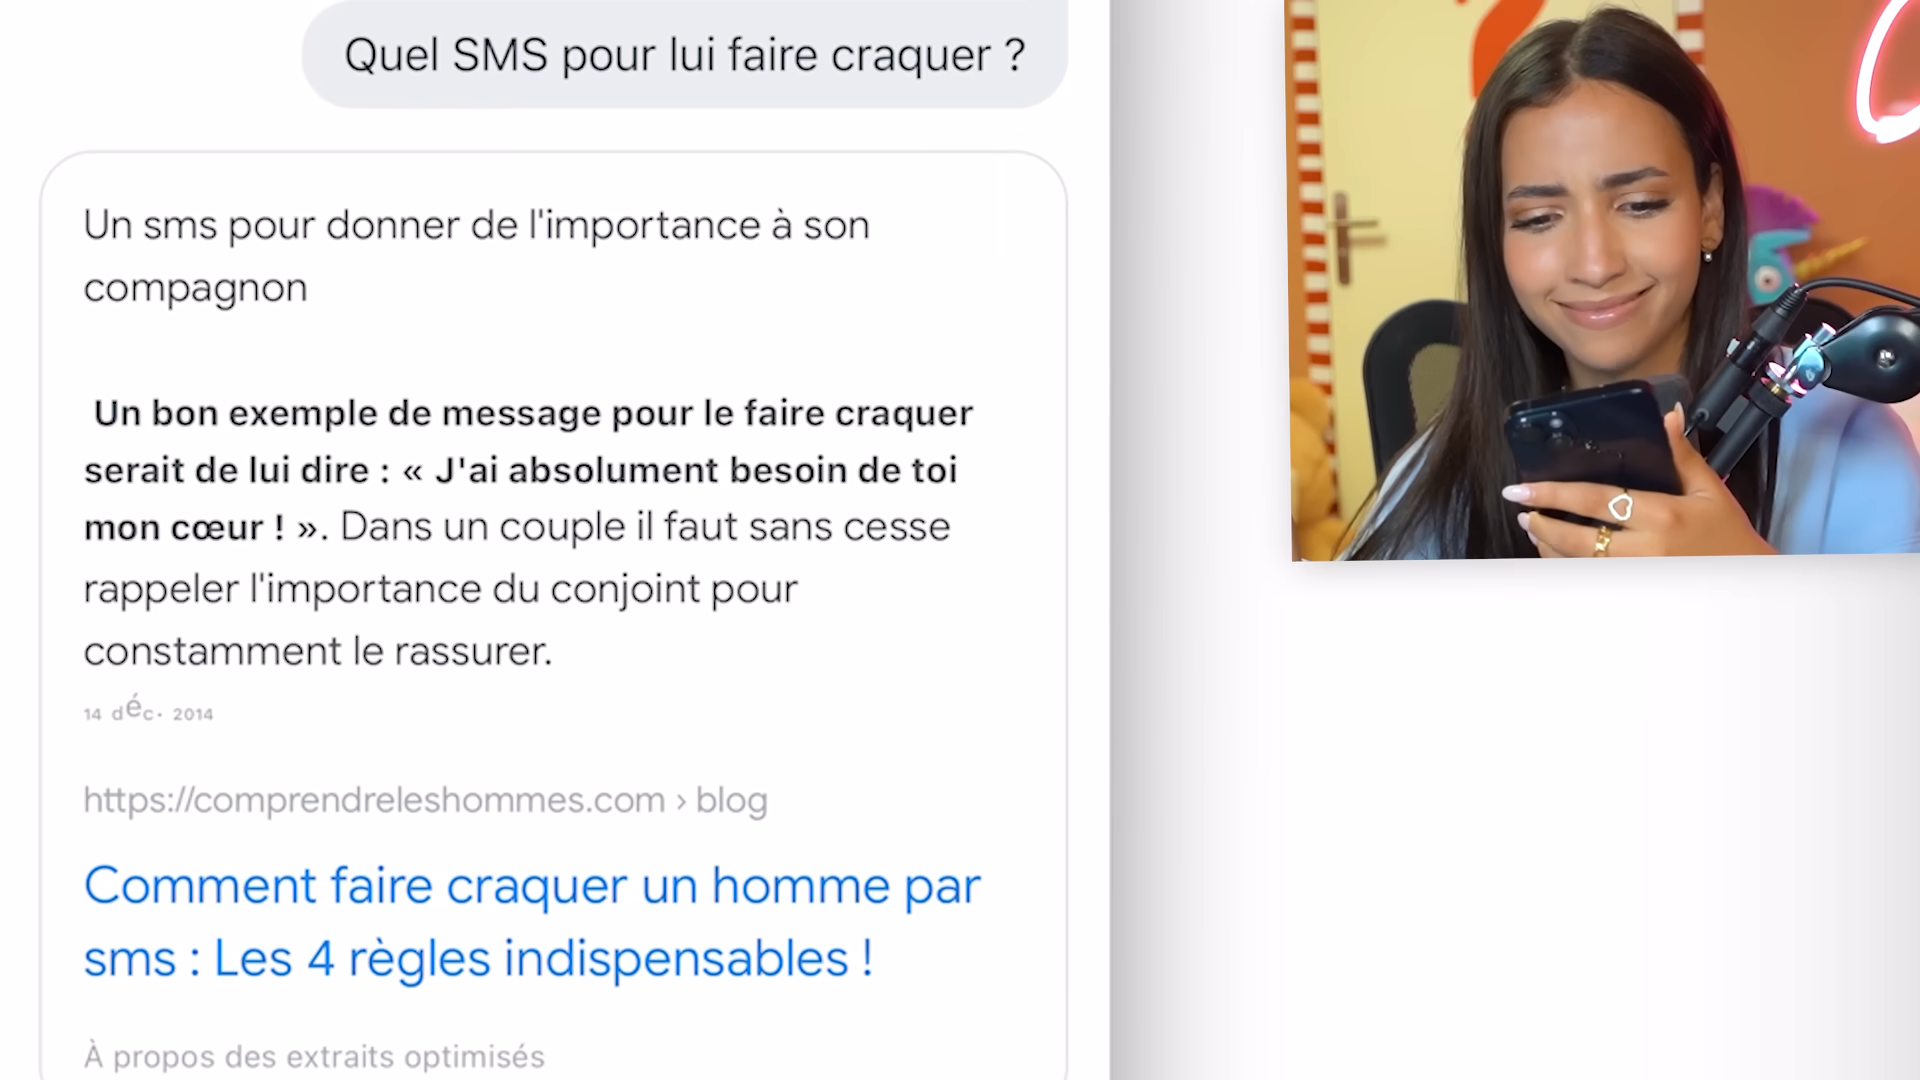 Quel SMS pour lui faire craquer ?
Un sms pour donner de l'importance à son
compagnon
Un bon exemple de message pour le faire craquer
serait de lui dire : « J'ai absolument besoin de toi
mon cœur ! ». Dans un couple il faut sans cesse
rappeler l'importance du conjoint pour
constamment le rassurer.
14 déc. 2014
https://comprendreleshommes.com › blog
Comment faire craquer un homme par
sms : Les 4 règles indispensables !
À propos des extraits optimisés